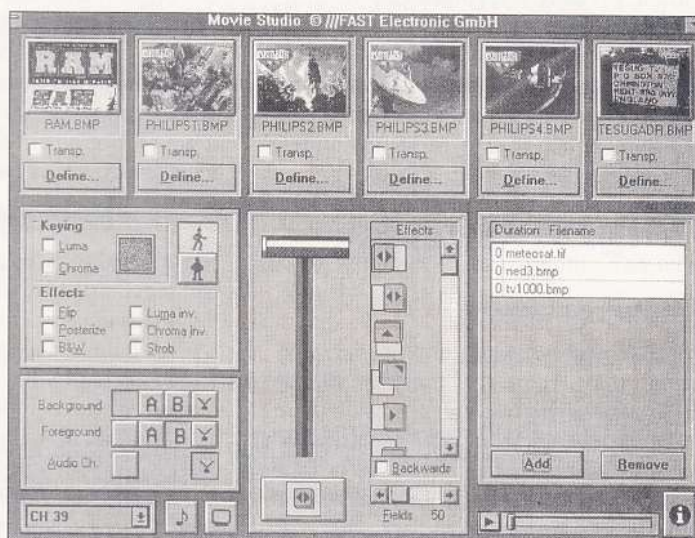 Movie Studio © ///FAST Electronic GmbH
RAM
RAM.BMP
PHILIPS1.BMP
PHILIPS2.BMP
PHILIPS3.BMP
PHILIPS4.BMP
TESUGADR.BMP
Transp.
Transp.
Transp.
Transp.
Transp.
Transp.
Define...
Define...
Define...
Define...
Define...
Define...
Keying
Luma
Chroma
Effects
Flip
Posterize
B&W
Luma inv.
Chroma inv.
Strob.
Background
A B
Foreground
A B
Audio Ch.
CH 39
Effects
Backwards
Fields 50
Duration Filename
0 meteosat.tif
0 ned3.bmp
0 tv1000.bmp
Add
Remove